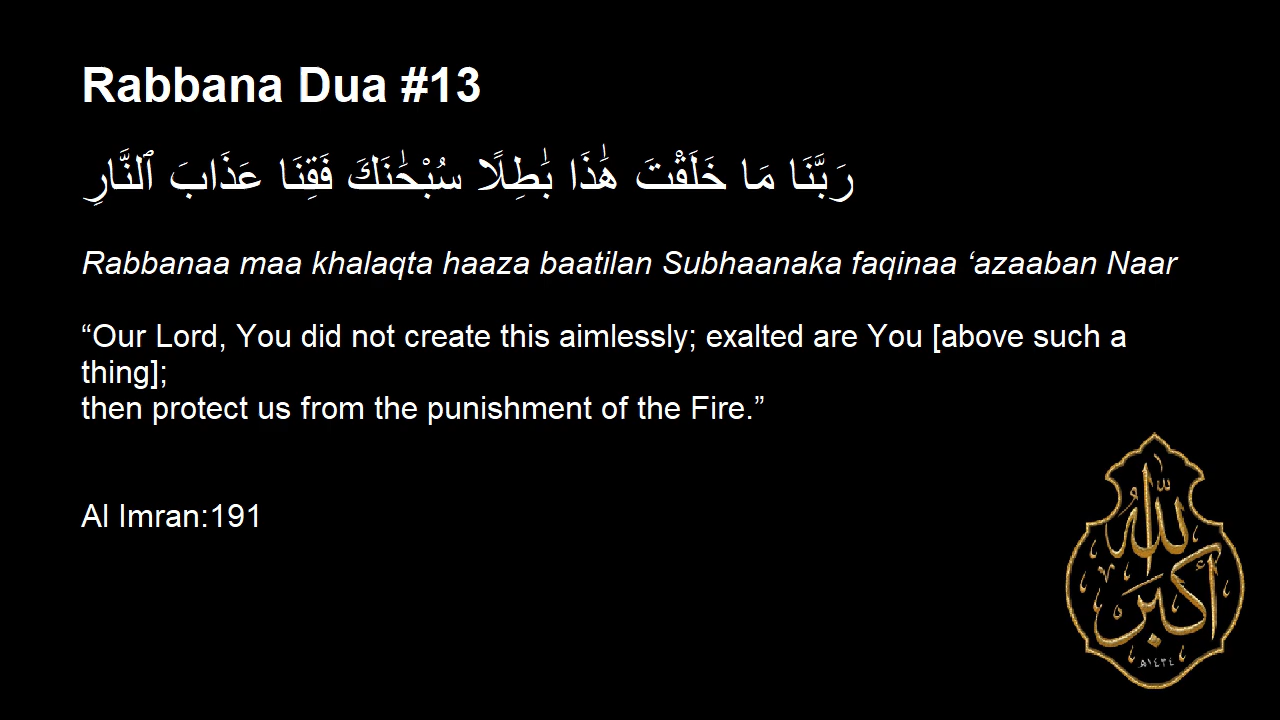 Rabbana Dua #13
رَبَّنَا مَا خَلَقْتَ هَٰذَا بَٰطِلًا سُبْحَٰنَكَ فَقِنَا عَذَابَ ٱلنَّارِ
Rabbanaa maa khalaqta haaza baatilan Subhaanaka faqinaa ‘azaaban Naar
“Our Lord, You did not create this aimlessly; exalted are You [above such a
thing];
then protect us from the punishment of the Fire.”
Al Imran:191
الله
أكبر
١٤٣٤هـ